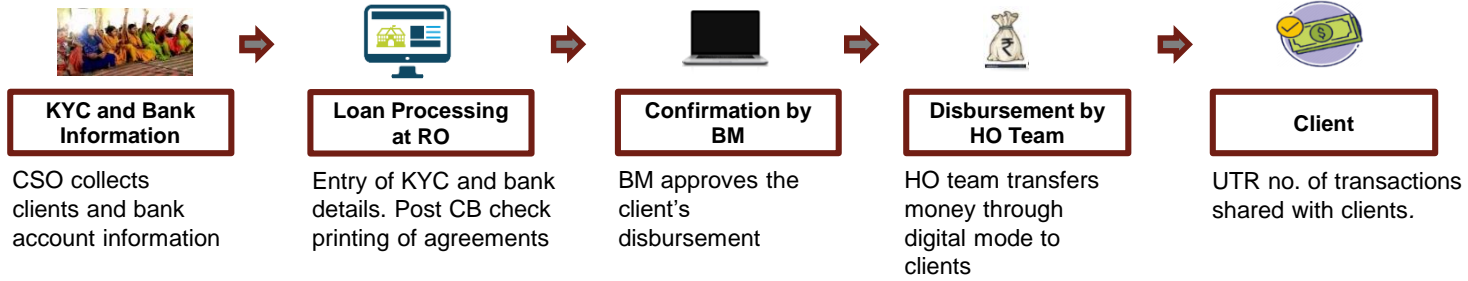 KYC and Bank
Information
CSO collects
clients and bank
account information
Loan Processing
at RO
Entry of KYC and bank
details. Post CB check
printing of agreements
Confirmation by
BM
BM approves the
client's
disbursement
₹
Disbursement by
HO Team
HO team transfers
money through
digital mode to
clients
$
Client
UTR no. of transactions
shared with clients.